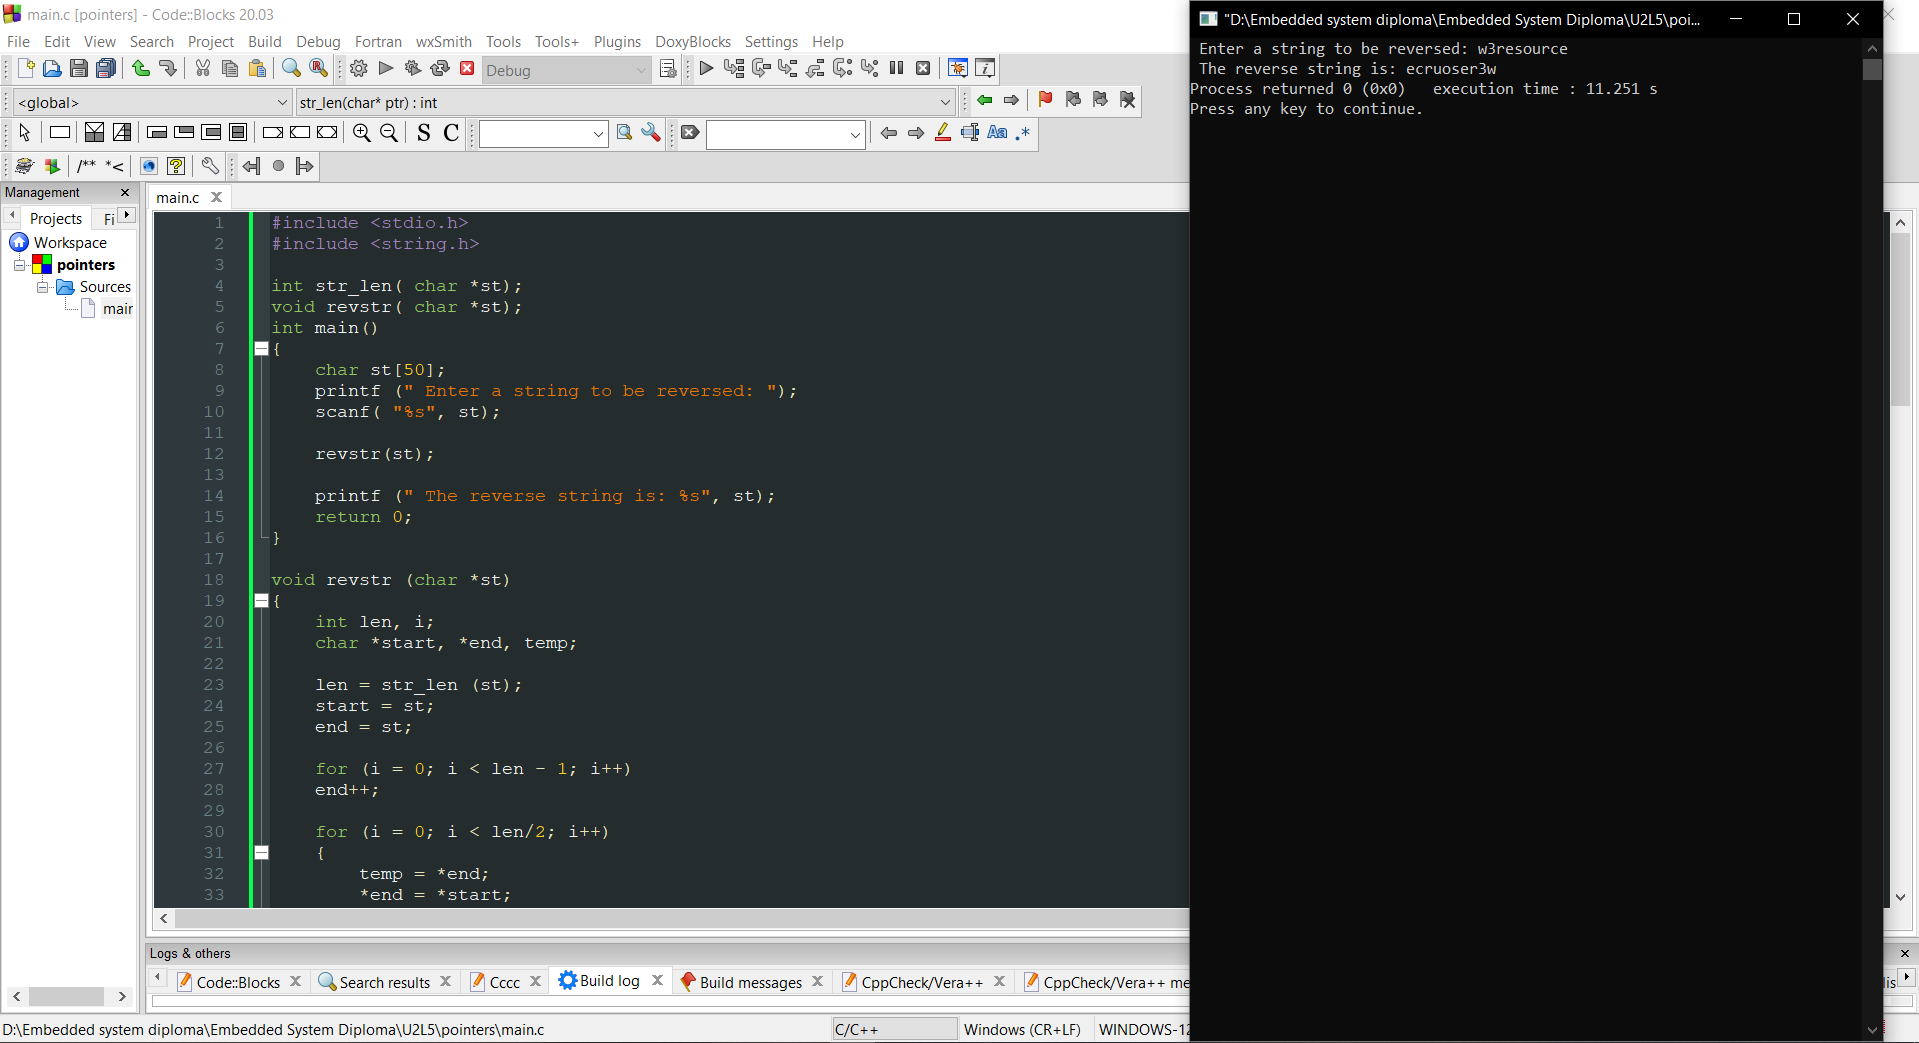 main.c [pointers] - Code::Blocks 20.03
File Edit View Search Project Build Debug Fortran wxSmith Tools Tools+ Plugins DoxyBlocks Settings Help
Debug
<global>
str_len(char* ptr) : int
S C
Aa .*
/** *<
Management
Projects Fi
Workspace
pointers
Sources
main.c
1 #include <stdio.h>
2 #include <string.h>
3
4 int str_len( char *st);
5 void revstr( char *st);
6 int main()
7 {
8 char st[50];
9 printf (" Enter a string to be reversed: ");
10 scanf( "%s", st);
11
12 revstr(st);
13
14 printf (" The reverse string is: %s", st);
15 return 0;
16 }
17
18 void revstr (char *st)
19 {
20 int len, i;
21 char *start, *end, temp;
22
23 len = str_len (st);
24 start = st;
25 end = st;
26
27 for (i = 0; i < len - 1; i++)
28 end++;
29
30 for (i = 0; i < len/2; i++)
31 {
32 temp = *end;
33 *end = *start;
Logs & others
Code::Blocks Search results Cccc Build log Build messages CppCheck/Vera++ CppCheck/Vera++ me
D:\Embedded system diploma\Embedded System Diploma\U2L5\pointers\main.c C/C++ Windows (CR+LF) WINDOWS-12
"D:\Embedded system diploma\Embedded System Diploma\U2L5\poi...
Enter a string to be reversed: w3resource
The reverse string is: ecruoser3w
Process returned 0 (0x0) execution time : 11.251 s
Press any key to continue.